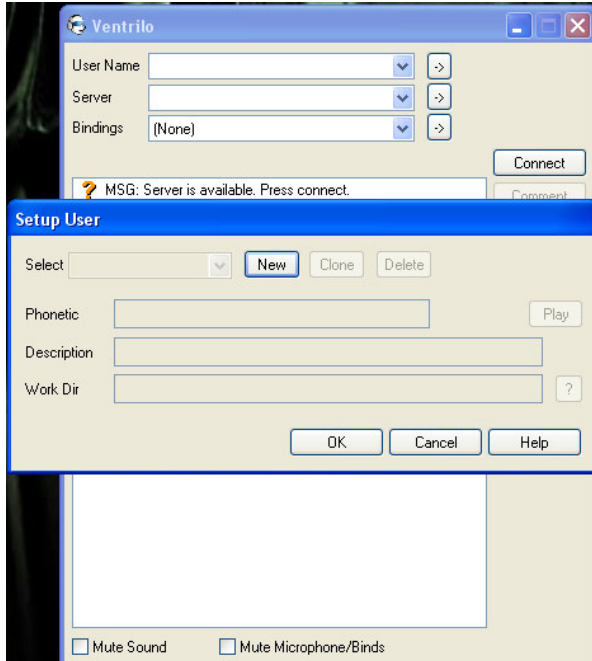 Ventrilo
User Name ->
Server ->
Bindings (None) ->
Connect
? MSG: Server is available. Press connect.
Comment
Setup User
Select New Clone Delete
Phonetic Play
Description
Work Dir ?
OK Cancel Help
Mute Sound Mute Microphone/Binds